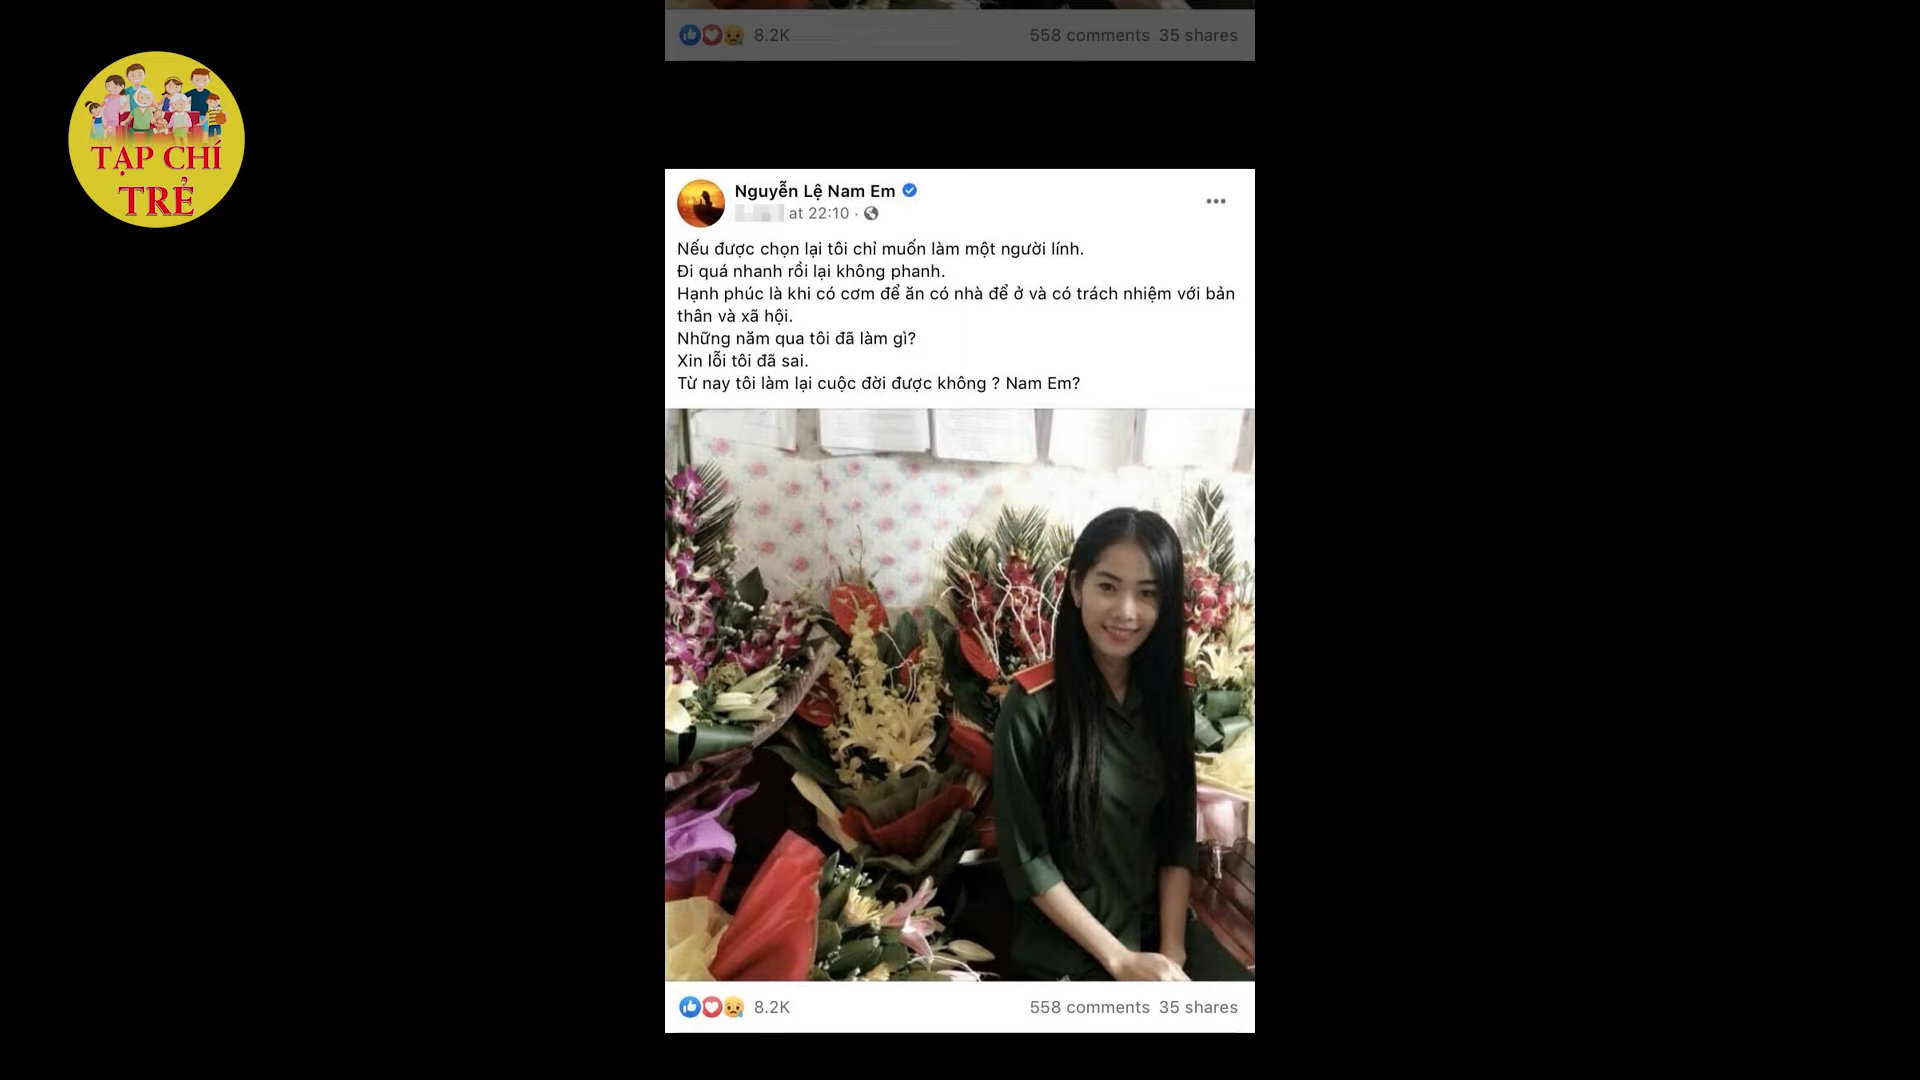 8.2K
558 comments 35 shares
TẠP CHÍ
TRẺ
Nguyễn Lệ Nam Em
at 22:10 ·
Nếu được chọn lại tôi chỉ muốn làm một người lính.
Đi quá nhanh rồi lại không phanh.
Hạnh phúc là khi có cơm để ăn có nhà để ở và có trách nhiệm với bản
thân và xã hội.
Những năm qua tôi đã làm gì?
Xin lỗi tôi đã sai.
Từ nay tôi làm lại cuộc đời được không ? Nam Em?
8.2K
558 comments 35 shares